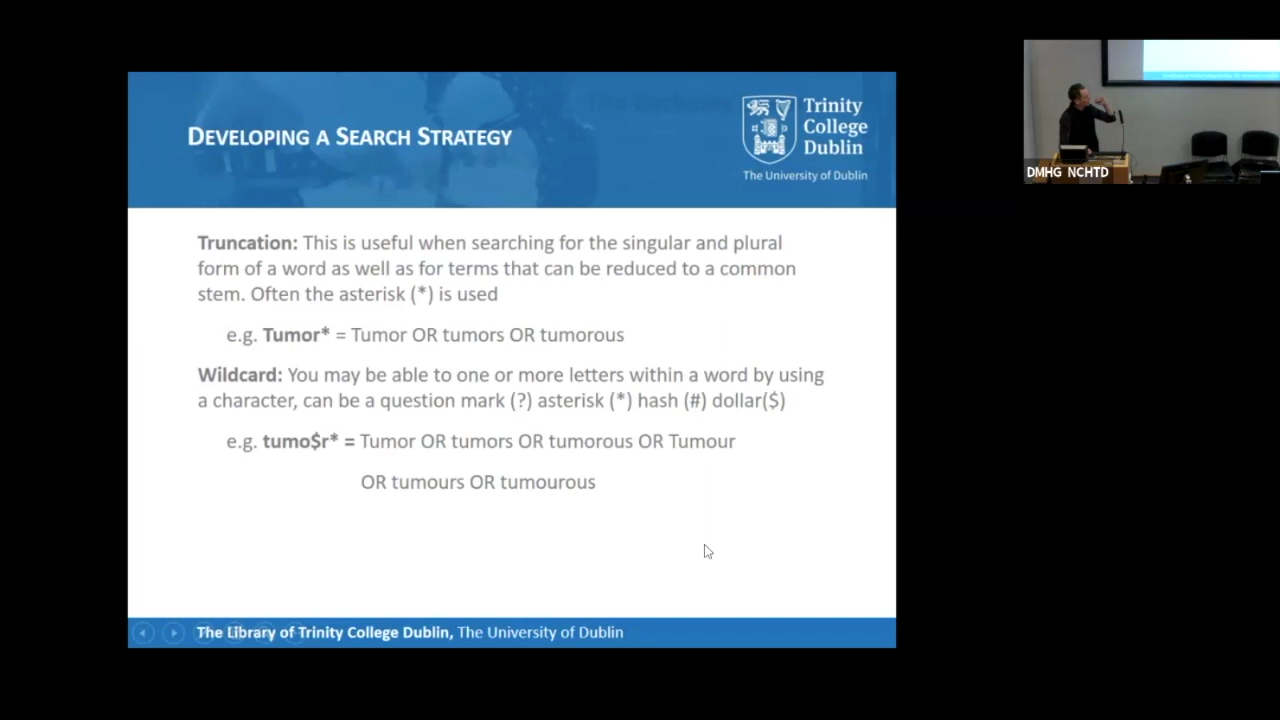 DEVELOPING A SEARCH STRATEGY
Trinity
College
Dublin
The University of Dublin
Truncation: This is useful when searching for the singular and plural
form of a word as well as for terms that can be reduced to a common
stem. Often the asterisk (*) is used
e.g. Tumor* = Tumor OR tumors OR tumorous
Wildcard: You may be able to one or more letters within a word by using
a character, can be a question mark (?) asterisk (*) hash (#) dollar($)
e.g. tumo$r* = Tumor OR tumors OR tumorous OR Tumour
OR tumours OR tumourous
The Library of Trinity College Dublin, The University of Dublin
DMHG NCHTD